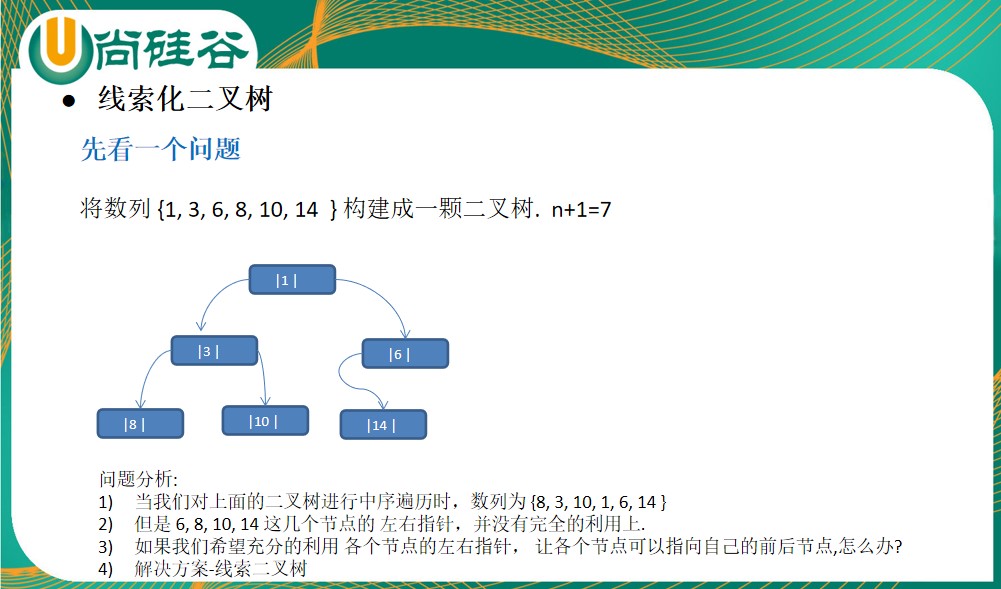 尚硅谷
● 线索化二叉树
先看一个问题
将数列 {1, 3, 6, 8, 10, 14 } 构建成一颗二叉树. n+1=7
|1 |
|3 |
|6 |
|8 |
|10 |
|14 |
问题分析:
1) 当我们对上面的二叉树进行中序遍历时，数列为 {8, 3, 10, 1, 6, 14 }
2) 但是 6, 8, 10, 14 这几个节点的 左右指针，并没有完全的利用上.
3) 如果我们希望充分的利用 各个节点的左右指针， 让各个节点可以指向自己的前后节点,怎么办?
4) 解决方案-线索二叉树